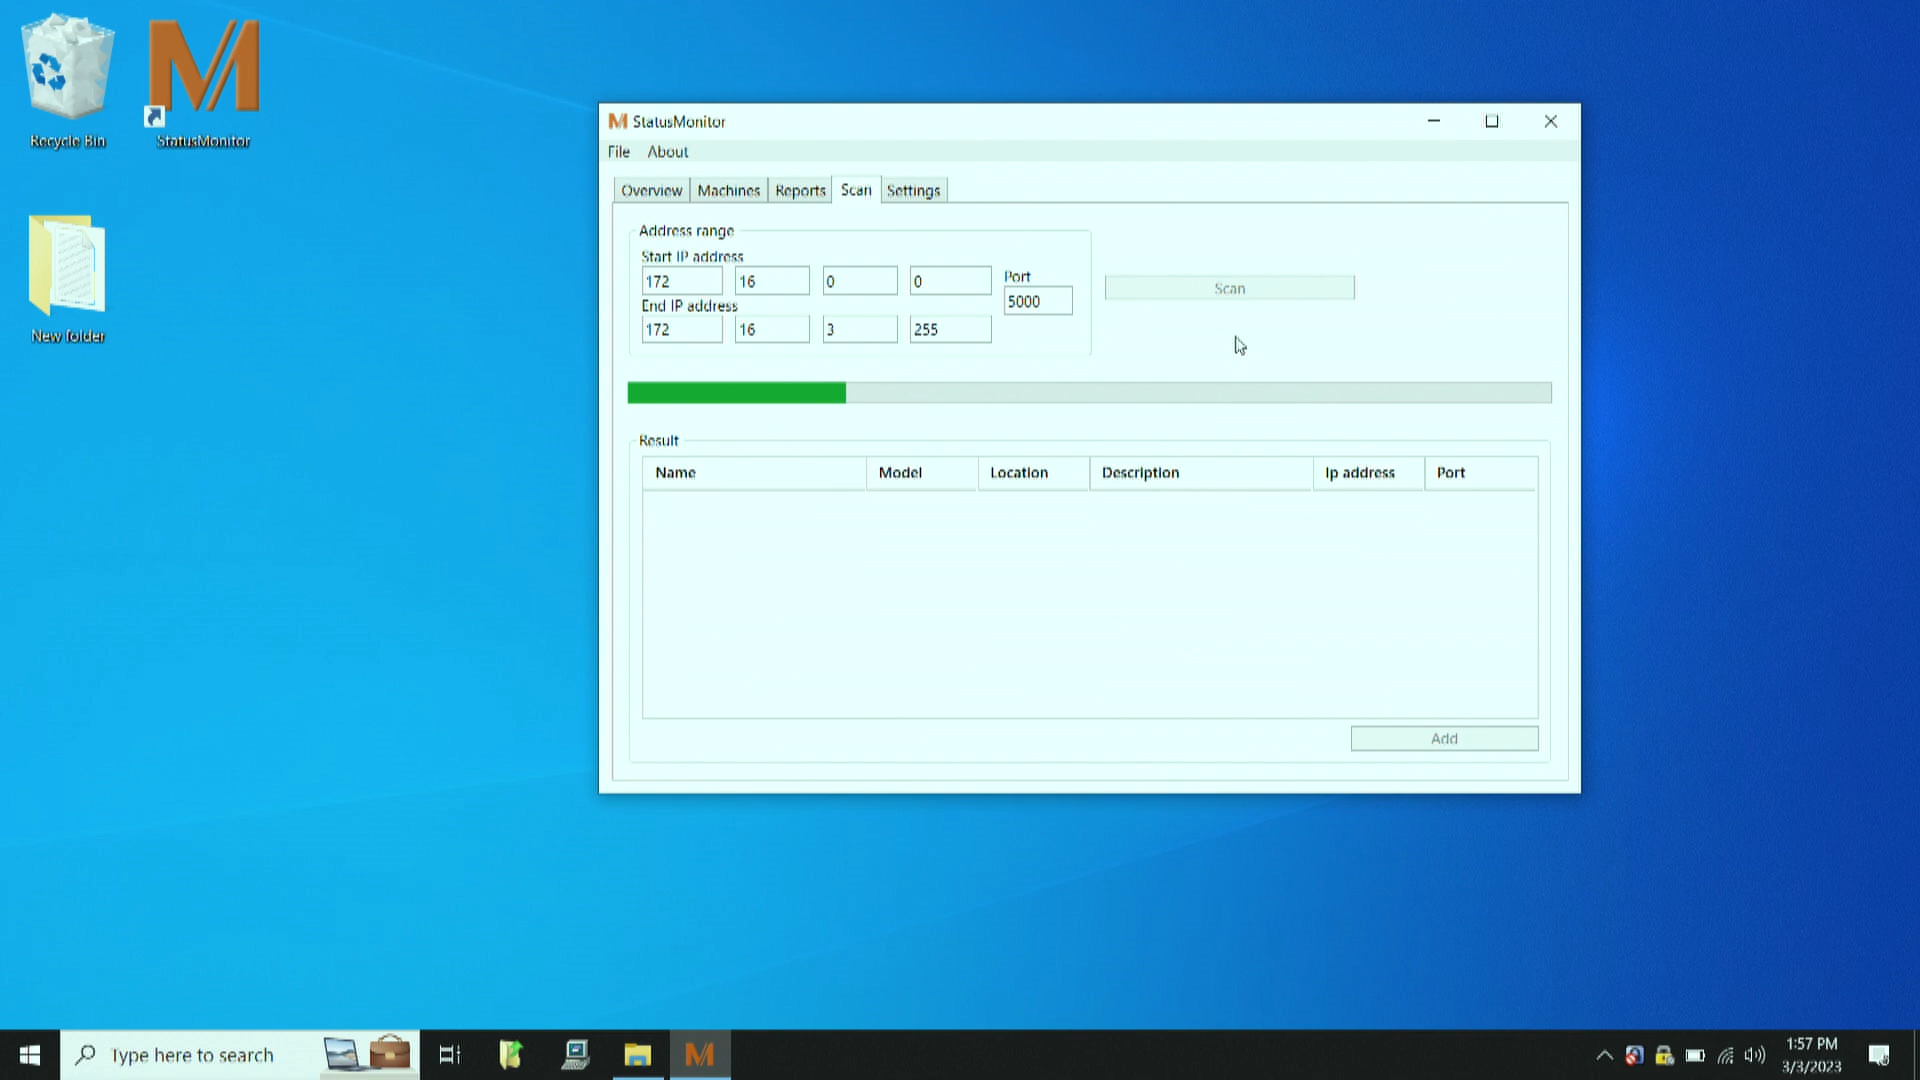 Recycle Bin
StatusMonitor
New folder
StatusMonitor
File About
Overview Machines Reports Scan Settings
Address range
Start IP address
172 16 0 0
Port
5000
End IP address
172 16 3 255
Scan
Result
Name Model Location Description Ip address Port
Add
Type here to search
1:57 PM
3/3/2023